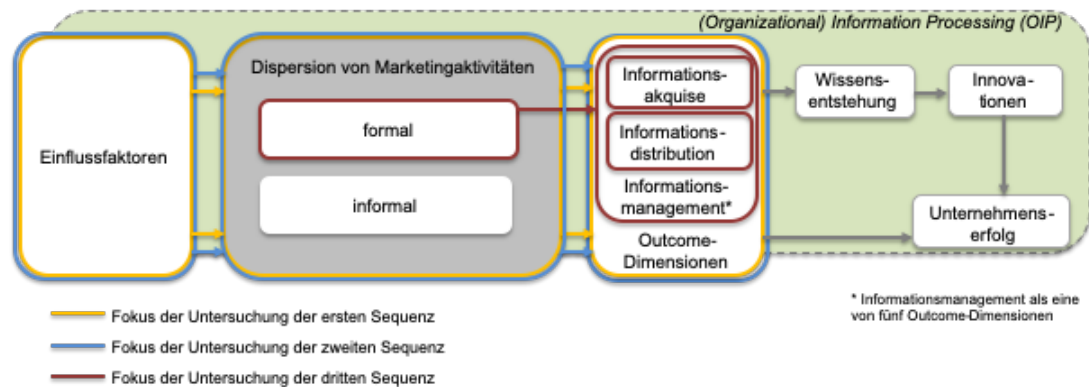 (Organizational) Information Processing (OIP)
Einflussfaktoren
Dispersion von Marketingaktivitäten
formal
informal
Informations-
akquise
Informations-
distribution
Informations-
management*
Outcome-
Dimensionen
Wissens-
entstehung
Innova-
tionen
Unternehmens-
erfolg
* Informationsmanagement als eine
von fünf Outcome-Dimensionen
Fokus der Untersuchung der ersten Sequenz
Fokus der Untersuchung der zweiten Sequenz
Fokus der Untersuchung der dritten Sequenz